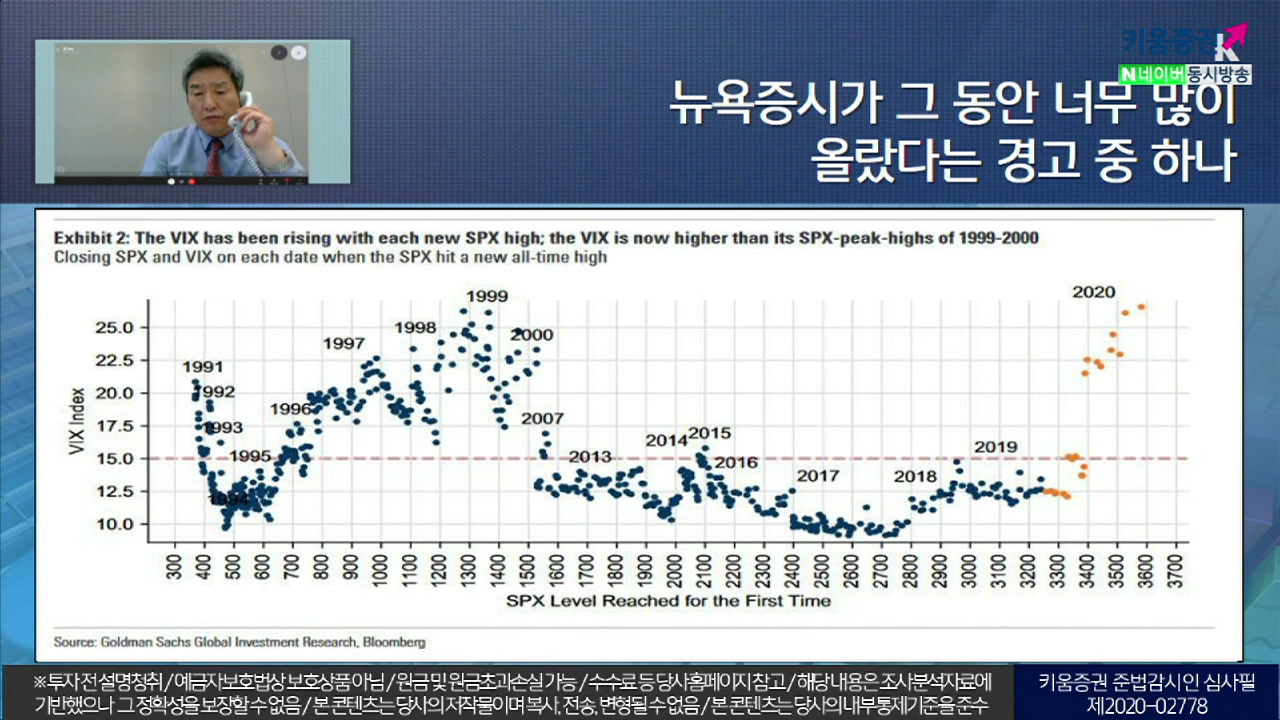 키움증권
N 네이버 동시방송
뉴욕증시가 그 동안 너무 많이
올랐다는 경고 중 하나
Exhibit 2: The VIX has been rising with each new SPX high; the VIX is now higher than its SPX-peak-highs of 1999-2000
Closing SPX and VIX on each date when the SPX hit a new all-time high
VIX Index
25.0
22.5
20.0
17.5
15.0
12.5
10.0
1991
1992
1993
1994
1995
1996
1997
1998
1999
2000
2007
2013
2014
2015
2016
2017
2018
2019
2020
300 400 500 600 700 800 900 1000 1100 1200 1300 1400 1500 1600 1700 1800 1900 2000 2100 2200 2300 2400 2500 2600 2700 2800 2900 3000 3100 3200 3300 3400 3500 3600 3700
SPX Level Reached for the First Time
Source: Goldman Sachs Global Investment Research, Bloomberg
※ 투자 전 설명청취 / 예금자보호법상 보호상품 아님 / 원금 및 원금초과손실 가능 / 수수료 등 당사홈페이지 참고 / 해당 내용은 조사분석자료에
기반했으나 그 정확성을 보장할 수 없음 / 본 콘텐츠는 당사의 저작물이며 복사, 전송, 변형될 수 없음 / 본 콘텐츠는 당사의 내부통제기준을 준수
키움증권 준법감시인 심사필
제2020-02778